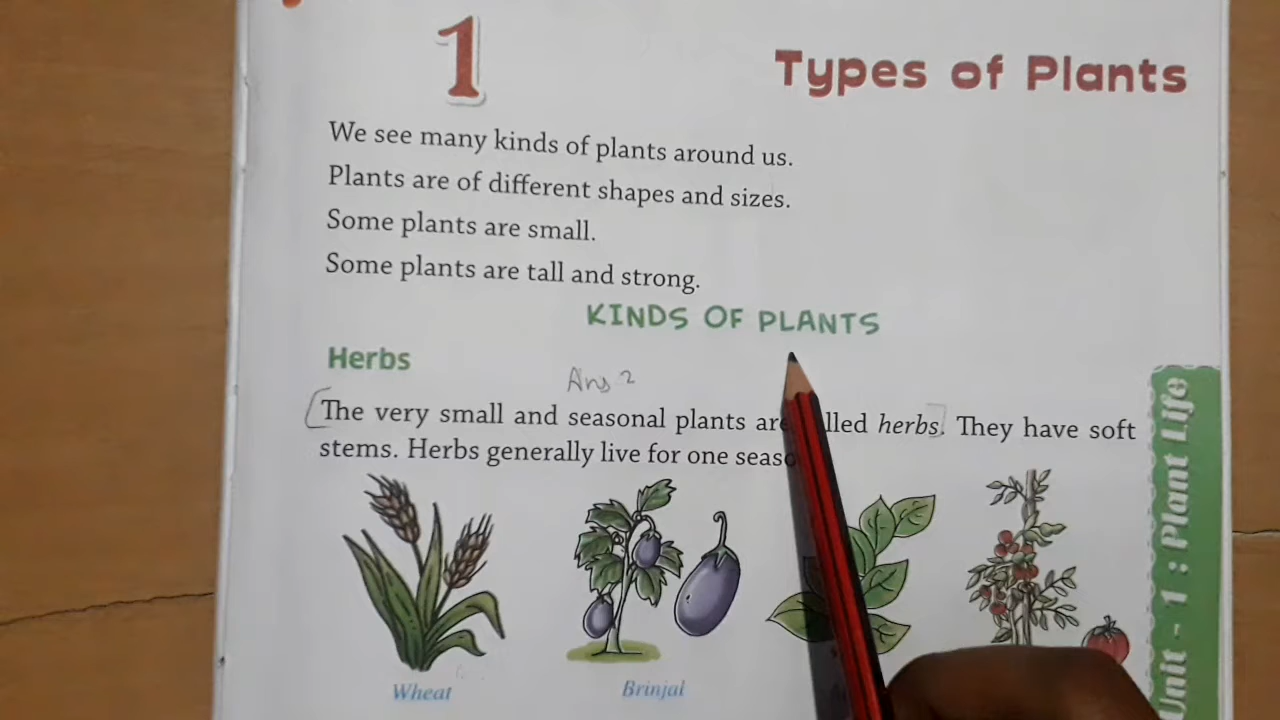 1
Types of Plants
We see many kinds of plants around us.
Plants are of different shapes and sizes.
Some plants are small.
Some plants are tall and strong.
KINDS OF PLANTS
Herbs
Ans 2
The very small and seasonal plants are lled herbs. They have soft
stems. Herbs generally live for one seaso
Wheat
Brinjal
Unit - 1 : Plant Life